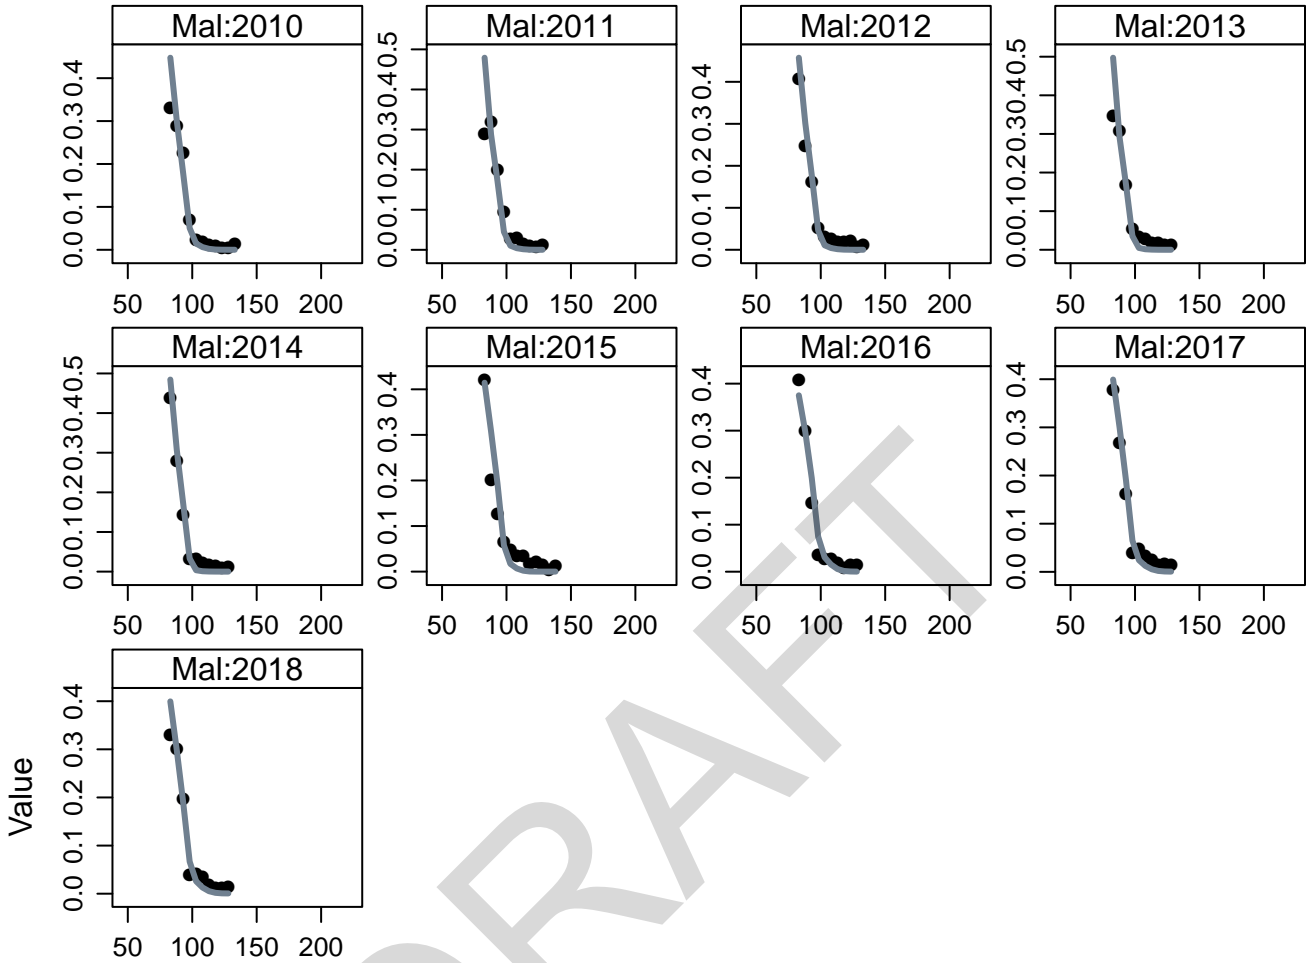 Mal:2010 Mal:2011 Mal:2012 Mal:2013
0.0 0.1 0.2 0.3 0.4
0.0 0.1 0.2 0.3 0.4 0.5
0.0 0.1 0.2 0.3 0.4
0.0 0.1 0.2 0.3 0.4 0.5
50 100 150 200 50 100 150 200 50 100 150 200 50 100 150 200
Mal:2014 Mal:2015 Mal:2016 Mal:2017
0.0 0.1 0.2 0.3 0.4 0.5
0.0 0.1 0.2 0.3 0.4
0.0 0.1 0.2 0.3 0.4
0.0 0.1 0.2 0.3 0.4
50 100 150 200 50 100 150 200 50 100 150 200 50 100 150 200
Mal:2018
Value
0.0 0.1 0.2 0.3 0.4
50 100 150 200
DRAFT